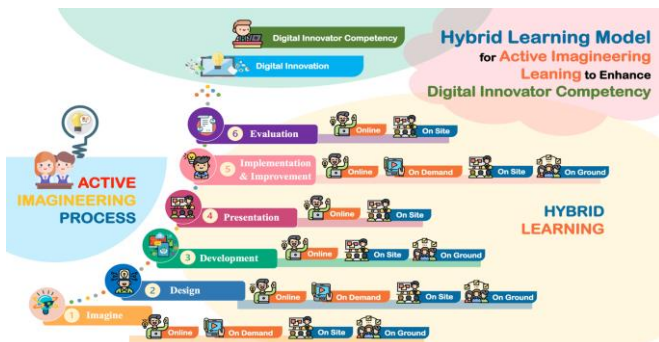 Digital Innovator Competency
Digital Innovation
Hybrid Learning Model
for Active Imagineering
Leaning to Enhance
Digital Innovator Competency
ACTIVE
IMAGINEERING
PROCESS
6 Evaluation Online On Site
5 Implementation
& Improvement Online On Demand On Site On Ground
4 Presentation Online On Site
3 Development Online On Site On Ground
2 Design Online On Demand On Site On Ground
1 Imagine Online On Demand On Site On Ground
HYBRID
LEARNING